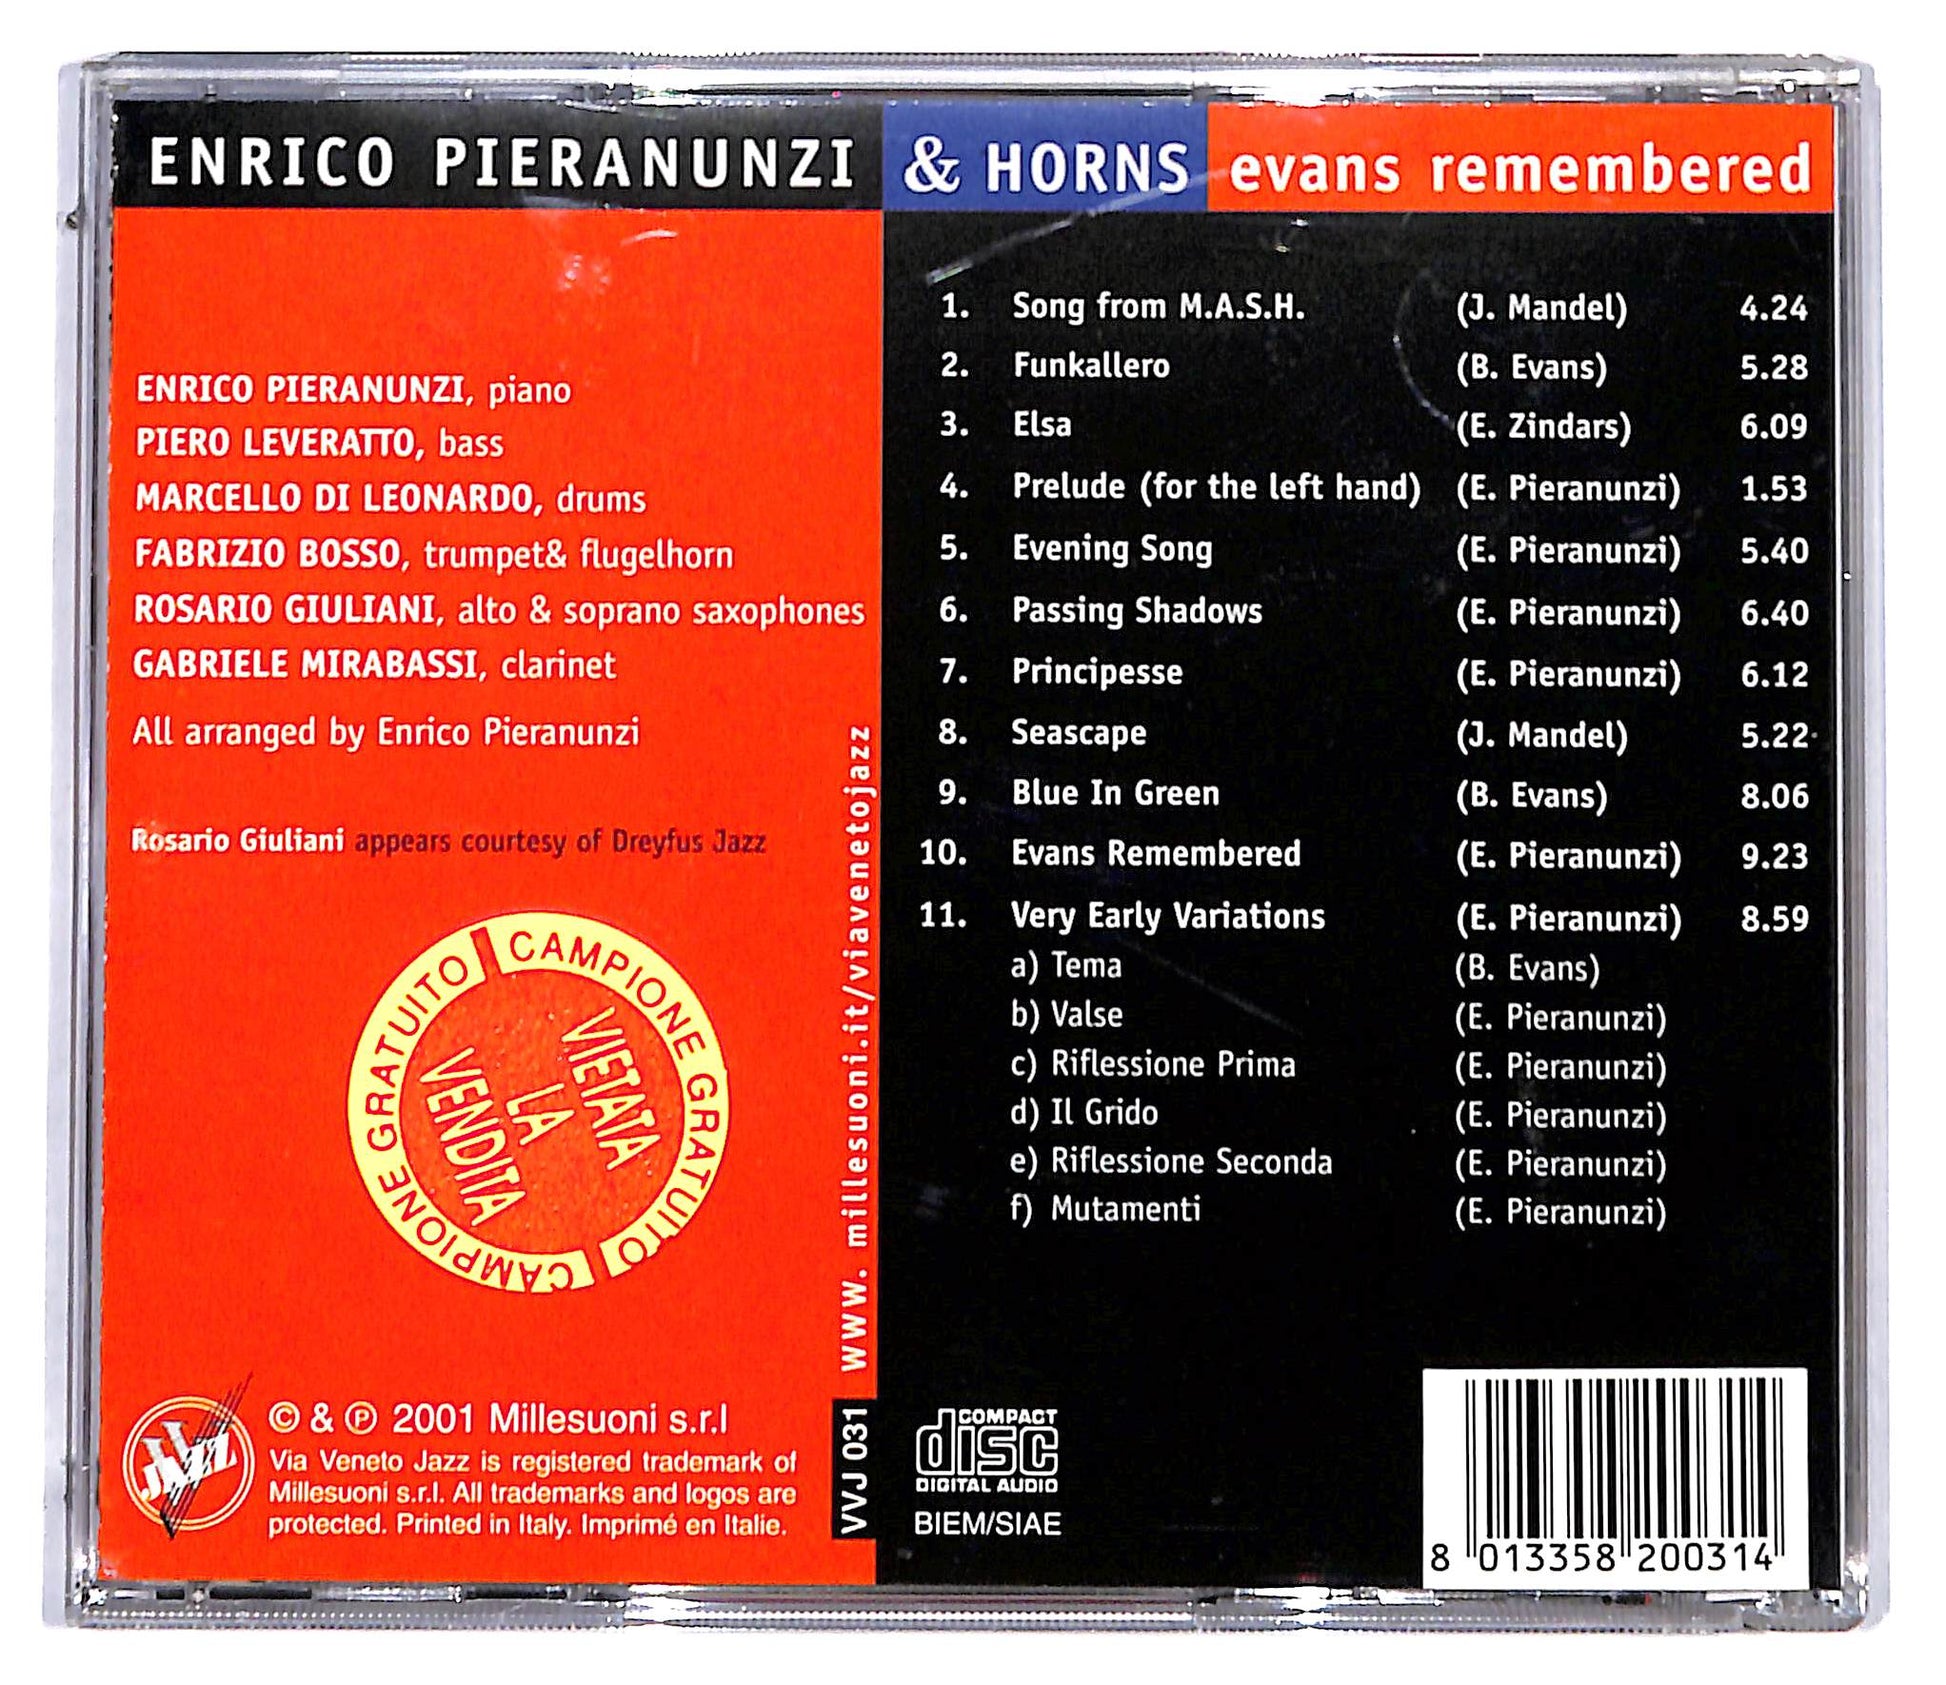 ENRICO PIERANUNZI & HORNS evans remembered
ENRICO PIERANUNZI, piano
PIERO LEVERATTO, bass
MARCELLO DI LEONARDO, drums
FABRIZIO BOSSO, trumpet& flugelhorn
ROSARIO GIULIANI, alto & soprano saxophones
GABRIELE MIRABASSI, clarinet
All arranged by Enrico Pieranunzi
Rosario Giuliani appears courtesy of Dreyfus Jazz
CAMPIONE GRATUITO CAMPIONE GRATUITO
VIETATA
LA
VENDITA
JAZZ
© & ℗ 2001 Millesuoni s.r.l
Via Veneto Jazz is registered trademark of
Millesuoni s.r.l. All trademarks and logos are
protected. Printed in Italy. Imprimé en Italie.
www. millesuoni.it/viavenetojazz
VVJ 031
1. Song from M.A.S.H. (J. Mandel) 4.24
2. Funkallero (B. Evans) 5.28
3. Elsa (E. Zindars) 6.09
4. Prelude (for the left hand) (E. Pieranunzi) 1.53
5. Evening Song (E. Pieranunzi) 5.40
6. Passing Shadows (E. Pieranunzi) 6.40
7. Principesse (E. Pieranunzi) 6.12
8. Seascape (J. Mandel) 5.22
9. Blue In Green (B. Evans) 8.06
10. Evans Remembered (E. Pieranunzi) 9.23
11. Very Early Variations (E. Pieranunzi) 8.59
a) Tema (B. Evans)
b) Valse (E. Pieranunzi)
c) Riflessione Prima (E. Pieranunzi)
d) Il Grido (E. Pieranunzi)
e) Riflessione Seconda (E. Pieranunzi)
f) Mutamenti (E. Pieranunzi)
COMPACT
disc
DIGITAL AUDIO
BIEM/SIAE
8 013358 200314